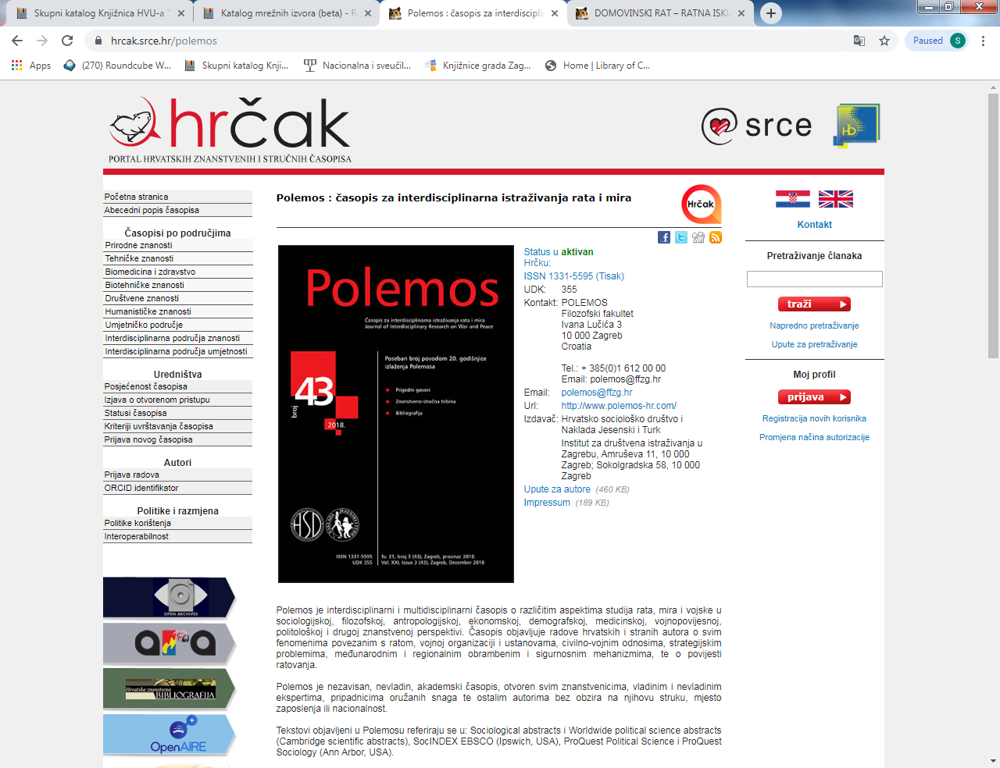 Skupni katalog Knjižnica HVU-a
Katalog mrežnih izvora (beta) - R
Polemos : časopis za interdisciplin
DOMOVINSKI RAT – RATNA ISKU
hrcak.srce.hr/polemos
Paused
S
Apps
(270) Roundcube W...
Skupni katalog Knji...
Nacionalna i sveučil...
Knjižnice grada Zag...
Home | Library of C...
hrčak
PORTAL HRVATSKIH ZNANSTVENIH I STRUČNIH ČASOPISA
srce
HD
Početna stranica
Abecedni popis časopisa
Časopisi po područjima
Prirodne znanosti
Tehničke znanosti
Biomedicina i zdravstvo
Biotehničke znanosti
Društvene znanosti
Humanističke znanosti
Umjetničko područje
Interdisciplinarna područja znanosti
Interdisciplinarna područja umjetnosti
Uredništva
Posjećenost časopisa
Izjava o otvorenom pristupu
Statusi časopisa
Kriteriji uvrštavanja časopisa
Prijava novog časopisa
Autori
Prijava radova
ORCID identifikator
Politike i razmjena
Politike korištenja
Interoperabilnost
OPEN ARCHIVES
Hrvatska znanstvena
BIBLIOGRAFIJA
OpenAIRE
Polemos : časopis za interdisciplinarna istraživanja rata i mira
Hrčak
Polemos
Časopis za interdisciplinarna istraživanja rata i mira
Journal of Interdisciplinary Research on War and Peace
broj
43
2018.
Poseban broj povodom 20. godišnjice
izlaženja Polemosa
Prigodni govori
Znanstveno-stručna tribina
Bibliografija
HSD
ISSN 1331-5595
UDK 355
Sv. 21, broj 3 (43), Zagreb, prosinac 2018.
Vol. XXI, Issue 3 (43), Zagreb, December 2018
Status u aktivan
Hrčku:
ISSN 1331-5595 (Tisak)
UDK: 355
Kontakt: POLEMOS
Filozofski fakultet
Ivana Lučića 3
10 000 Zagreb
Croatia
Tel.: + 385(0)1 612 00 00
Email: polemos@ffzg.hr
Email: polemos@ffzg.hr
Url: http://www.polemos-hr.com/
Izdavač: Hrvatsko sociološko društvo i
Naklada Jesenski i Turk
Institut za društvena istraživanja u
Zagrebu, Amruševa 11, 10 000
Zagreb; Sokolgradska 58, 10 000
Zagreb
Upute za autore (460 KB)
Impressum (189 KB)
Polemos je interdisciplinarni i multidisciplinarni časopis o različitim aspektima studija rata, mira i vojske u
sociologijskoj, filozofskoj, antropologijskoj, ekonomskoj, demografskoj, medicinskoj, vojnopovijesnoj,
politološkoj i drugoj znanstvenoj perspektivi. Časopis objavljuje radove hrvatskih i stranih autora o svim
fenomenima povezanim s ratom, vojnoj organizaciji i ustanovama, civilno-vojnim odnosima, strategijskim
problemima, međunarodnim i regionalnim obrambenim i sigurnosnim mehanizmima, te o povijesti
ratovanja.
Polemos je nezavisan, nevladin, akademski časopis, otvoren svim znanstvenicima, vladinim i nevladinim
ekspertima, pripadnicima oružanih snaga te ostalim autorima bez obzira na njihovu struku, mjesto
zaposlenja ili nacionalnost.
Tekstovi objavljeni u Polemosu referiraju se u: Sociological abstracts i Worldwide political science abstracts
(Cambridge scientific abstracts), SocINDEX EBSCO (Ipswich, USA), ProQuest Political Science i ProQuest
Sociology (Ann Arbor, USA).
Kontakt
Pretraživanje članaka
traži
Napredno pretraživanje
Upute za pretraživanje
Moj profil
prijava
Registracija novih korisnika
Promjena načina autorizacije